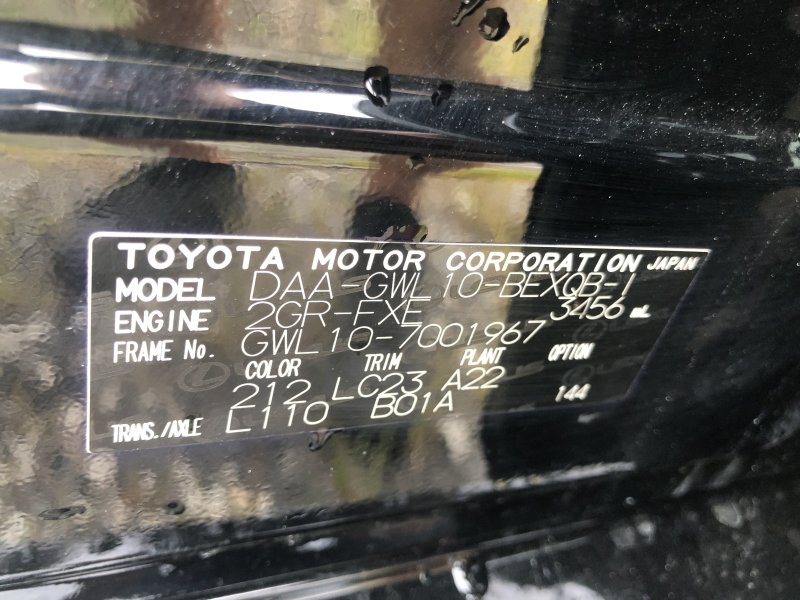 TOYOTA MOTOR CORPORATION JAPAN
MODEL DAA-GWL10-BEXQB-1
ENGINE 2GR-FXE 3456 mL
FRAME No. GWL10-7001967
COLOR TRIM PLANT OPTION
212 LC23 A22
TRANS./AXLE L110 B01A 144